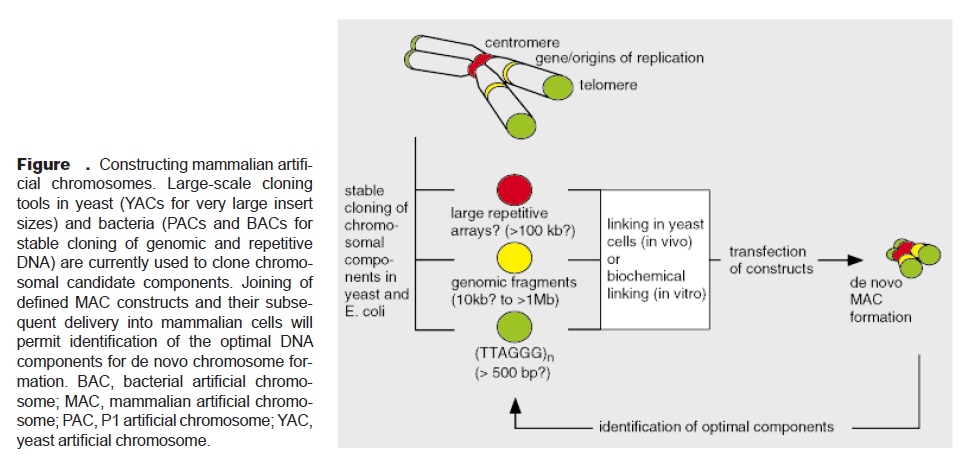 Figure . Constructing mammalian artifi-
cial chromosomes. Large-scale cloning
tools in yeast (YACs for very large insert
sizes) and bacteria (PACs and BACs for
stable cloning of genomic and repetitive
DNA) are currently used to clone chromo-
somal candidate components. Joining of
defined MAC constructs and their subse-
quent delivery into mammalian cells will
permit identification of the optimal DNA
components for de novo chromosome for-
mation. BAC, bacterial artificial chromo-
some; MAC, mammalian artificial chromo-
some; PAC, P1 artificial chromosome; YAC,
yeast artificial chromosome.
centromere
gene/origins of replication
telomere
stable
cloning of
chromo-
somal
compo-
nents in
yeast and
E. coli
large repetitive
arrays? (>100 kb?)
genomic fragments
(10kb? to >1Mb)
(TTAGGG)n
(> 500 bp?)
linking in yeast
cells (in vivo)
or
biochemical
linking (in vitro)
transfection
of constructs
de novo
MAC
formation
identification of optimal components